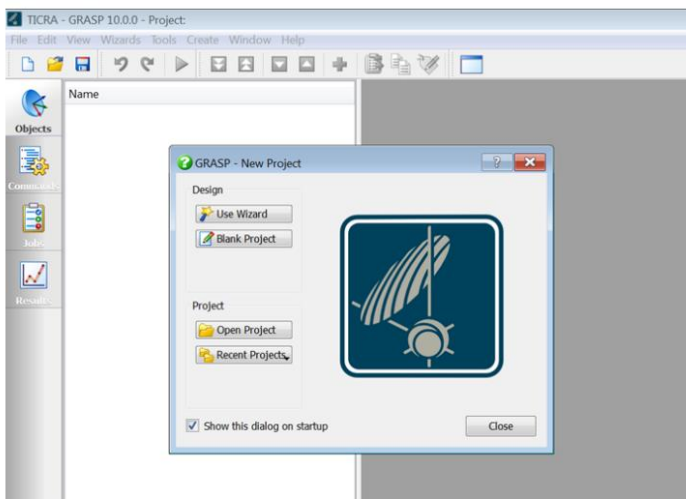 TICRA - GRASP 10.0.0 - Project:
File Edit View Wizards Tools Create Window Help
Name
Objects
Commands
Jobs
Results
GRASP - New Project
Design
Use Wizard
Blank Project
Project
Open Project
Recent Projects
Show this dialog on startup
Close